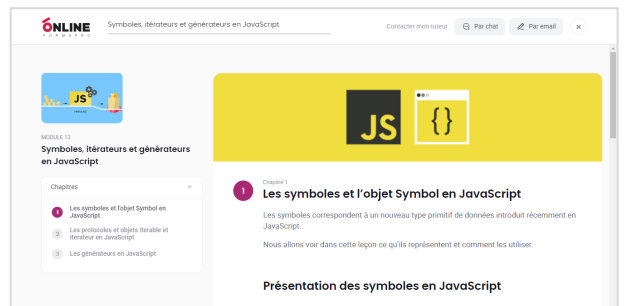 ONLINE
FORMAPRO
Symboles, itérateurs et générateurs en JavaScript
Contacter mon tuteur :
Par chat
Par email
JS
MODULE 13
Symboles, itérateurs et générateurs
en JavaScript
Chapitres
1
Les symboles et l'objet Symbol en
JavaScript
2
Les protocoles et objets Iterable et
Iterateur en JavaScript
3
Les générateurs en JavaScript
JS
{}
1
Chapitre 1
Les symboles et l'objet Symbol en JavaScript
Les symboles correspondent à un nouveau type primitif de données introduit récemment en
JavaScript.
Nous allons voir dans cette leçon ce qu'ils représentent et comment les utiliser.
Présentation des symboles en JavaScript